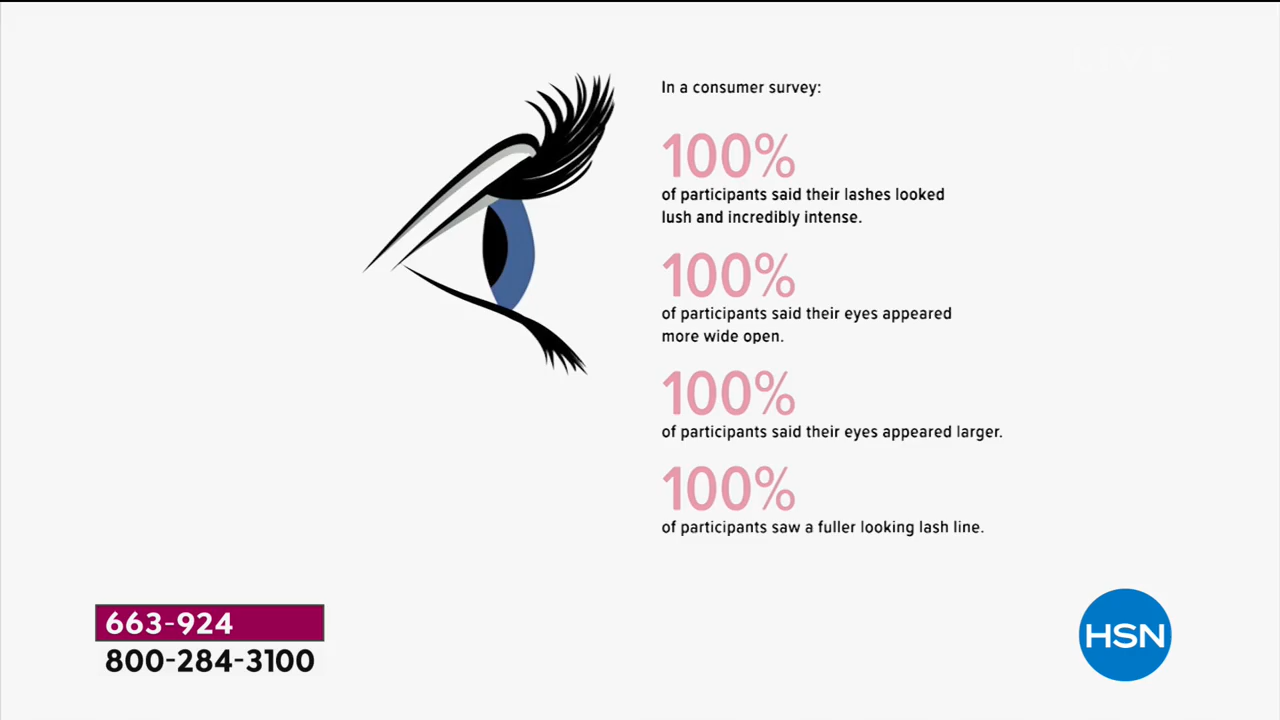 LIVE
In a consumer survey:
100%
of participants said their lashes looked
lush and incredibly intense.
100%
of participants said their eyes appeared
more wide open.
100%
of participants said their eyes appeared larger.
100%
of participants saw a fuller looking lash line.
663-924
800-284-3100
HSN